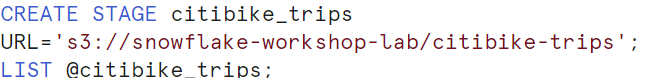 CREATE STAGE citibike_trips
URL='s3://snowflake-workshop-lab/citibike-trips';
LIST @citibike_trips;